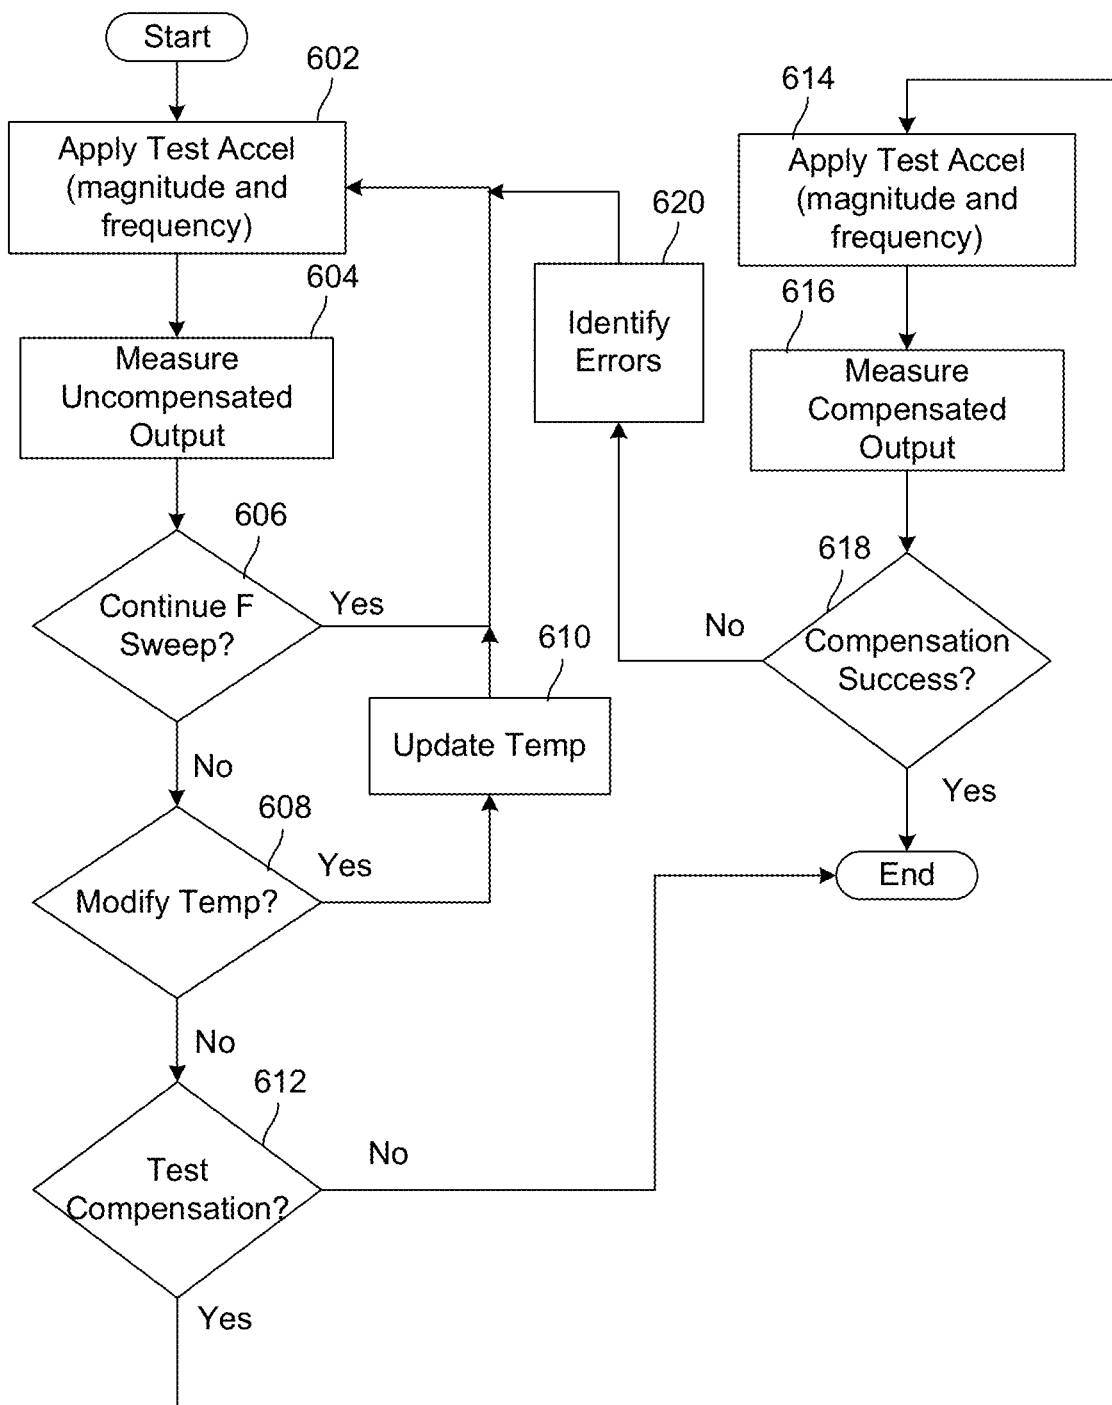 Start
602
Apply Test Accel
(magnitude and
frequency)
604
Measure
Uncompensated
Output
606
Continue F
Sweep?
Yes
No
610
Update Temp
608
Modify Temp?
Yes
No
612
Test
Compensation?
No
Yes
614
Apply Test Accel
(magnitude and
frequency)
616
Measure
Compensated
Output
618
Compensation
Success?
No
Yes
620
Identify
Errors
End